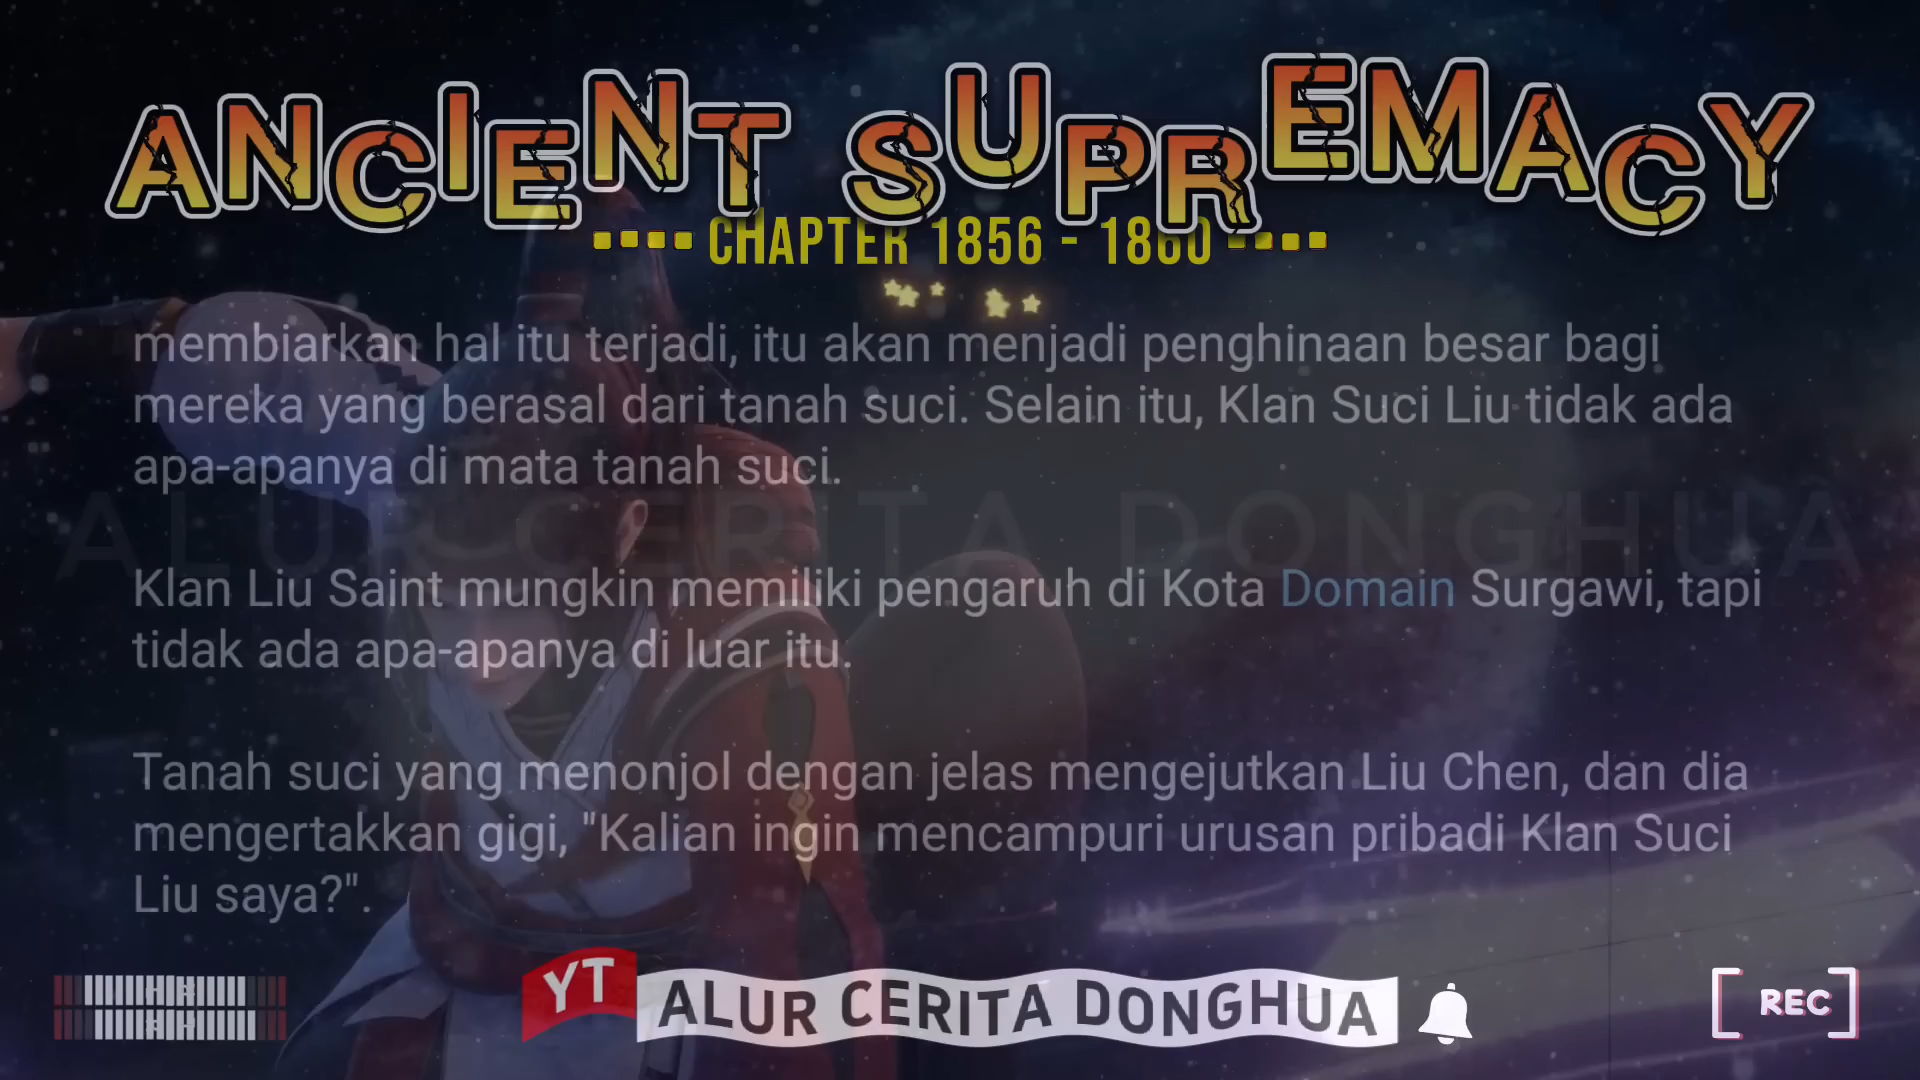 ANCIENT SUPREMACY
CHAPTER 1856 - 1860
membiarkan hal itu terjadi, itu akan menjadi penghinaan besar bagi
mereka yang berasal dari tanah suci. Selain itu, Klan Suci Liu tidak ada
apa-apanya di mata tanah suci.
ALUR CERITA DONGHUA
Klan Liu Saint mungkin memiliki pengaruh di Kota Domain Surgawi, tapi
tidak ada apa-apanya di luar itu.
Tanah suci yang menonjol dengan jelas mengejutkan Liu Chen, dan dia
mengertakkan gigi, "Kalian ingin mencampuri urusan pribadi Klan Suci
Liu saya?".
YT ALUR CERITA DONGHUA
REC